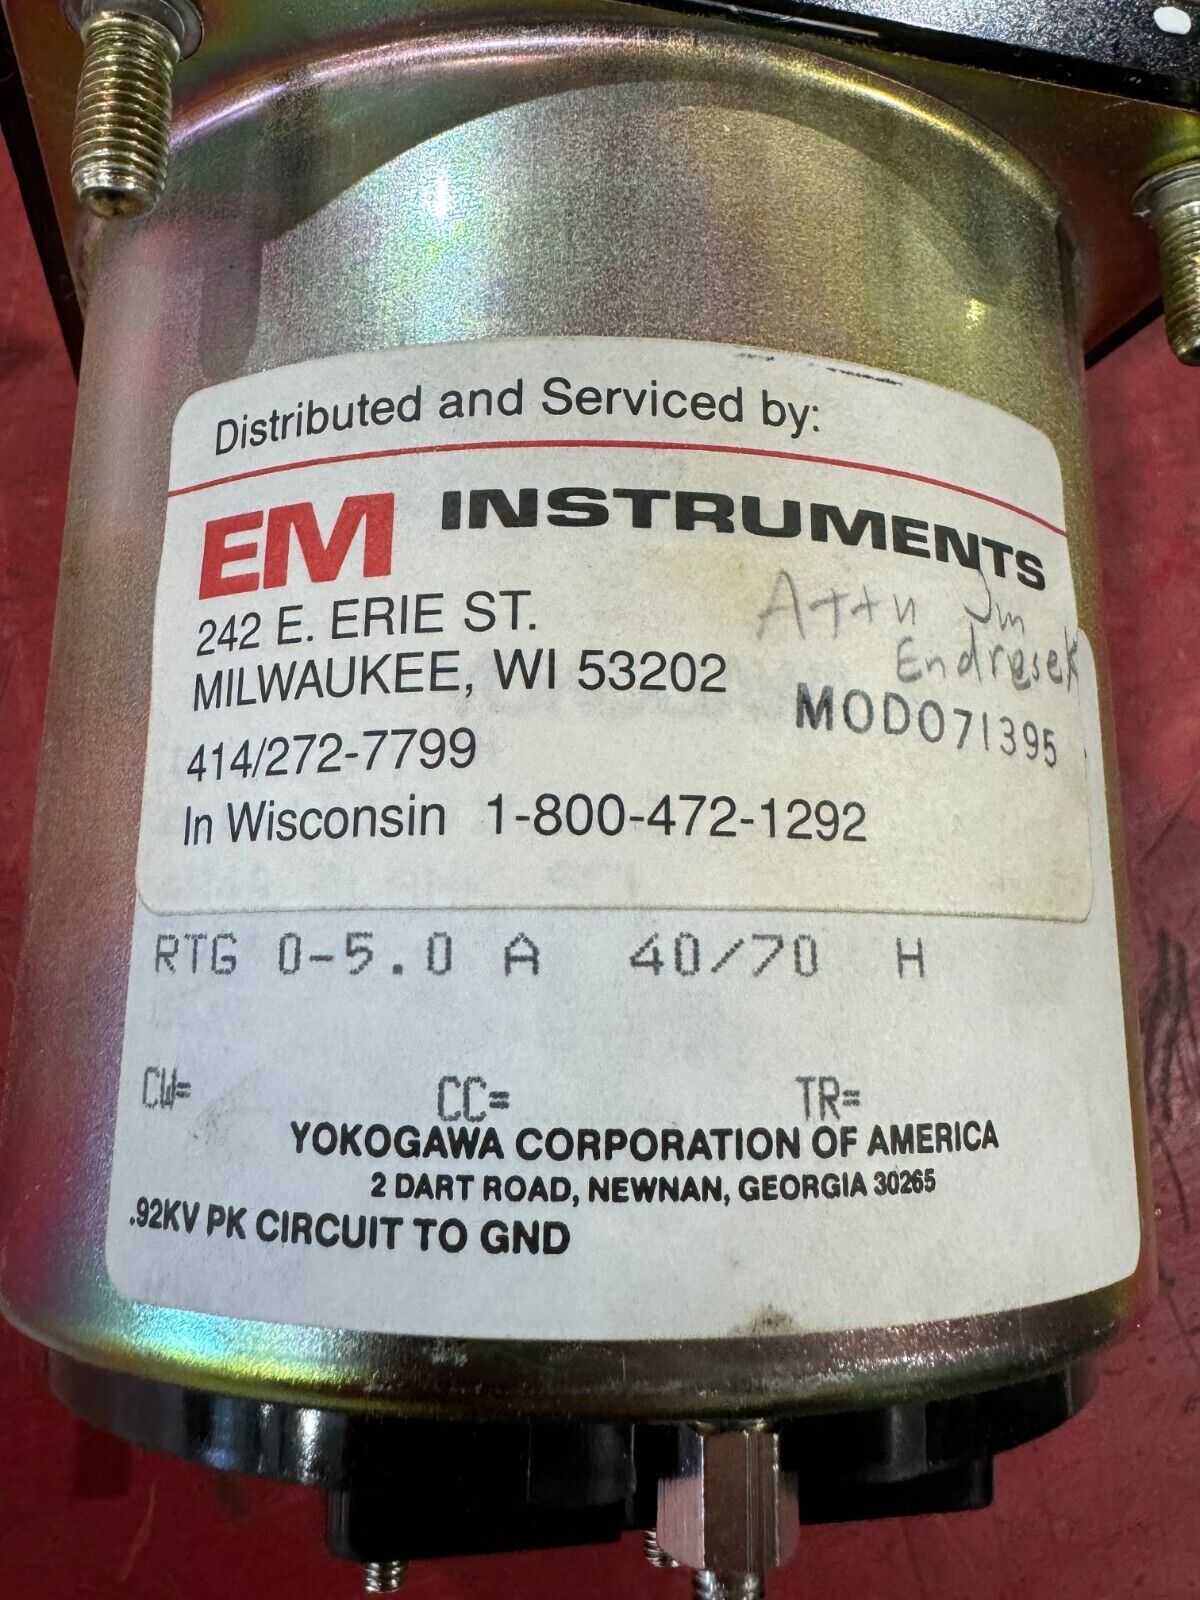 Distributed and Serviced by:
EM INSTRUMENTS
242 E. ERIE ST.
MILWAUKEE, WI 53202
Attn Jm
Endresek
MOD071395
414/272-7799
In Wisconsin 1-800-472-1292
RTG 0-5.0 A 40/70 H
CW= CC= TR=
YOKOGAWA CORPORATION OF AMERICA
2 DART ROAD, NEWNAN, GEORGIA 30265
.92KV PK CIRCUIT TO GND